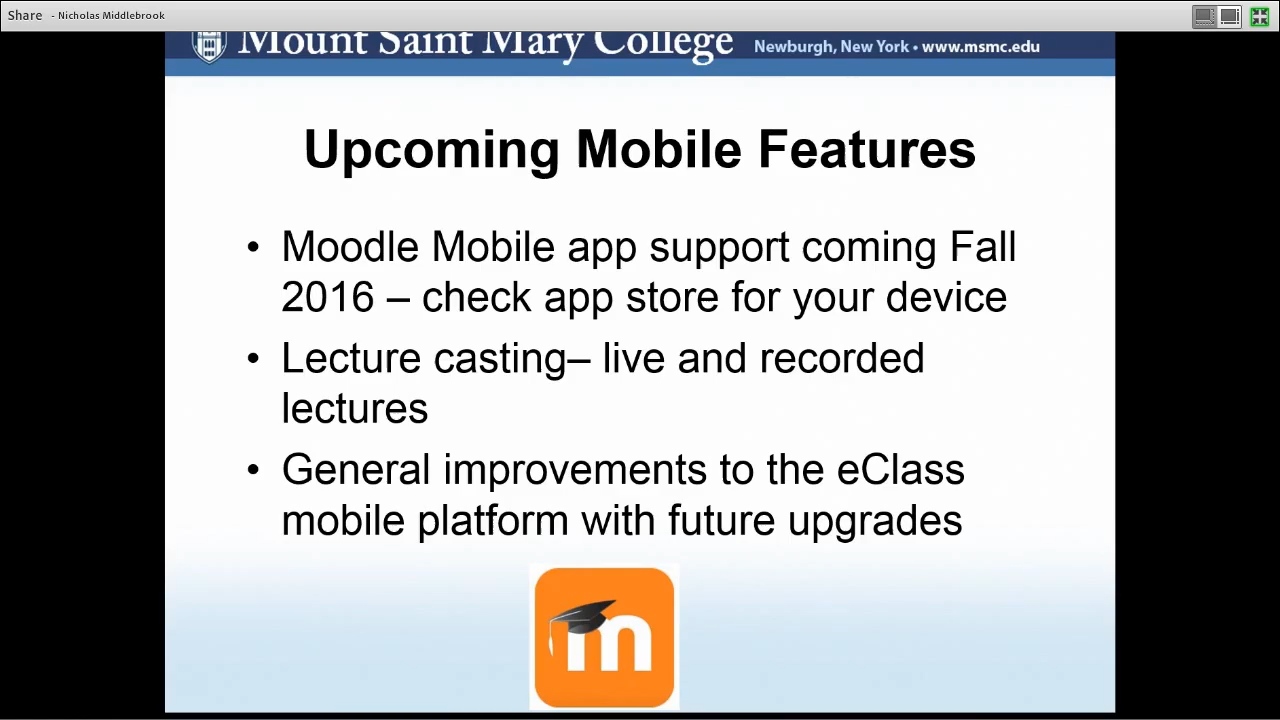 Share - Nicholas Middlebrook
Mount Saint Mary College Newburgh, New York • www.msmc.edu
Upcoming Mobile Features
• Moodle Mobile app support coming Fall
2016 – check app store for your device
• Lecture casting– live and recorded
lectures
• General improvements to the eClass
mobile platform with future upgrades
m